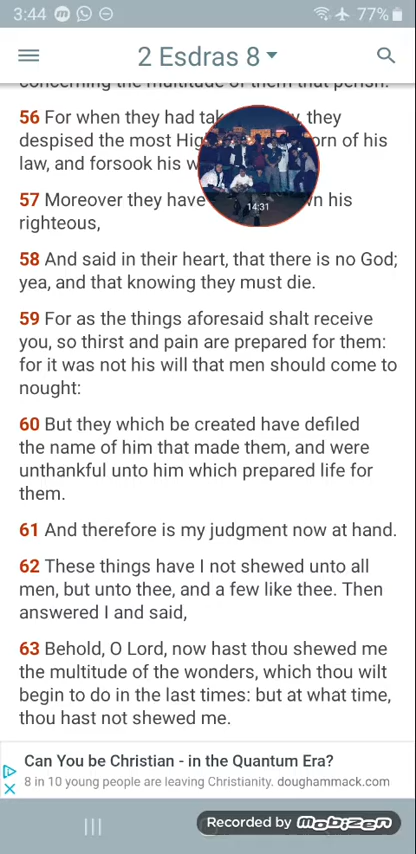 3:44
77%
2 Esdras 8
concerning the multitude of them that perish.
56 For when they had they
despised the most of his
law, and forsook his
57 Moreover they have his
righteous,
14:31
58 And said in their heart, that there is no God;
yea, and that knowing they must die.
59 For as the things aforesaid shalt receive
you, so thirst and pain are prepared for them:
for it was not his will that men should come to
nought:
60 But they which be created have defiled
the name of him that made them, and were
unthankful unto him which prepared life for
them.
61 And therefore is my judgment now at hand.
62 These things have I not shewed unto all
men, but unto thee, and a few like thee. Then
answered I and said,
63 Behold, O Lord, now hast thou shewed me
the multitude of the wonders, which thou wilt
begin to do in the last times: but at what time,
thou hast not shewed me.
Can You be Christian - in the Quantum Era?
8 in 10 young people are leaving Christianity. doughammack.com
Recorded by mobizen